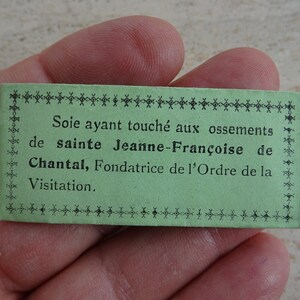 Soie ayant touché aux ossements
de sainte Jeanne-Françoise de
Chantal, Fondatrice de l'Ordre de la
Visitation.